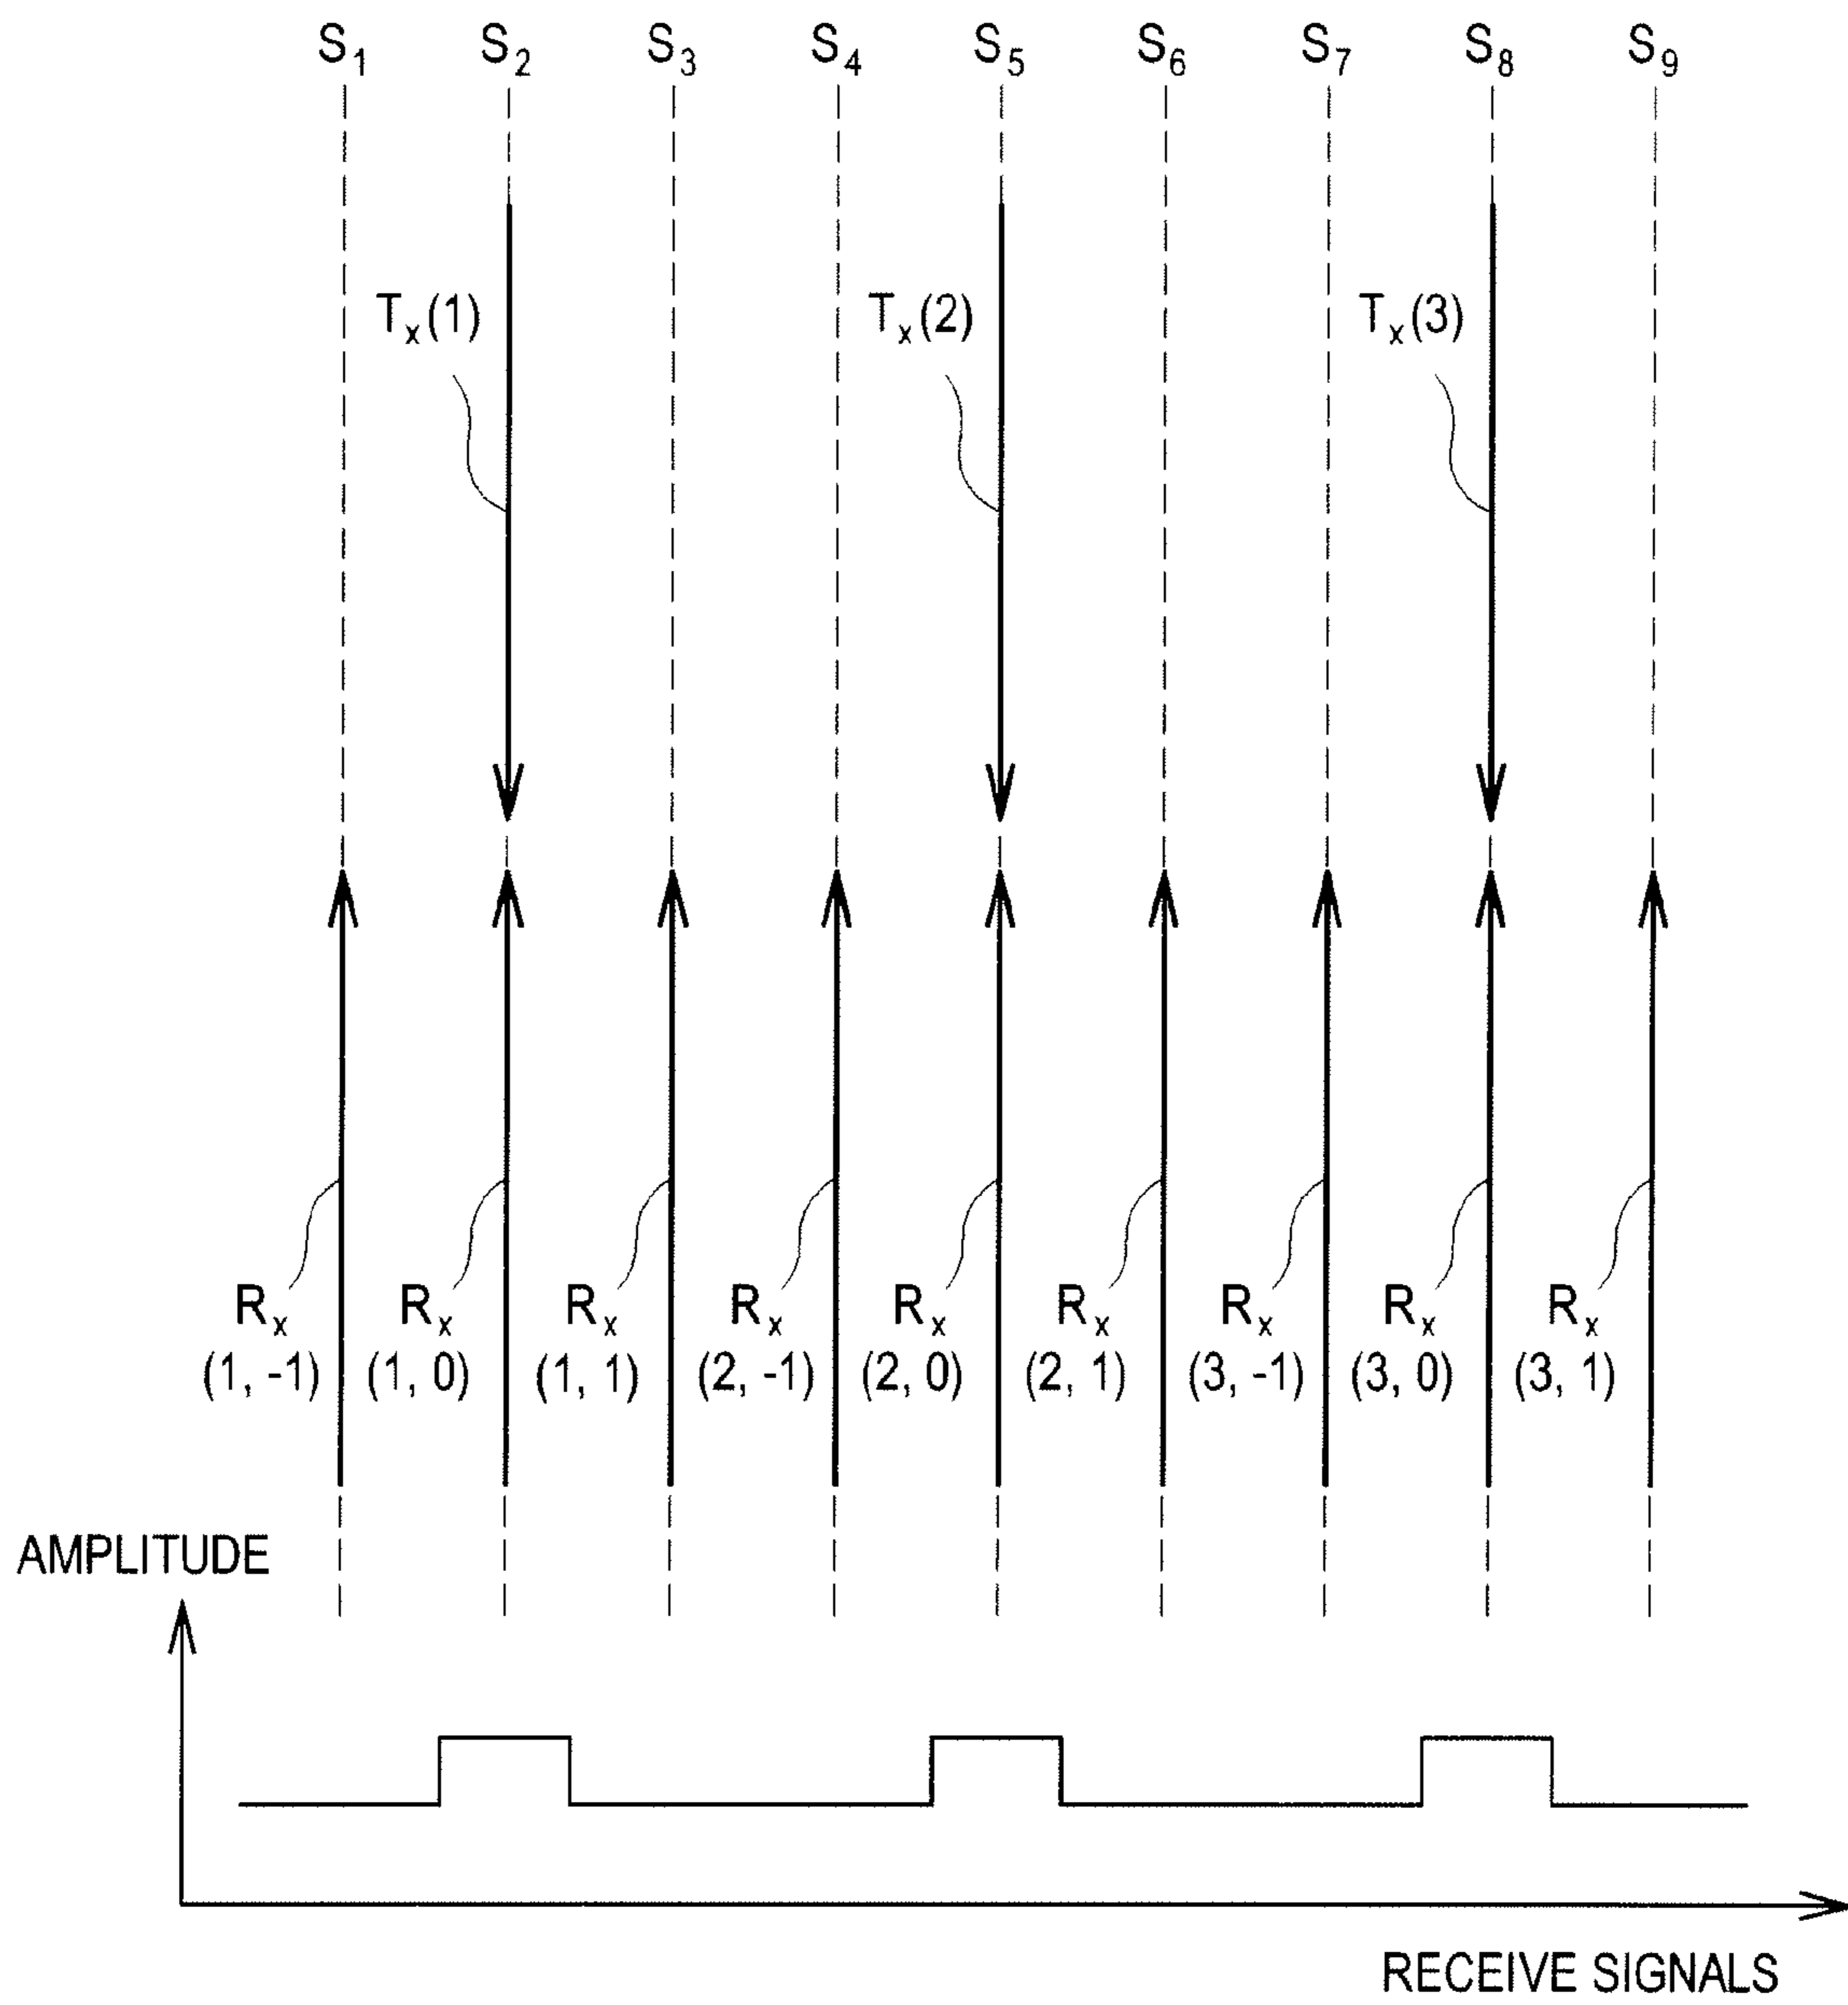 S1 S2 S3 S4 S5 S6 S7 S8 S9
Tx(1) Tx(2) Tx(3)
Rx Rx Rx Rx Rx Rx Rx Rx Rx
(1, -1) (1, 0) (1, 1) (2, -1) (2, 0) (2, 1) (3, -1) (3, 0) (3, 1)
AMPLITUDE
RECEIVE SIGNALS